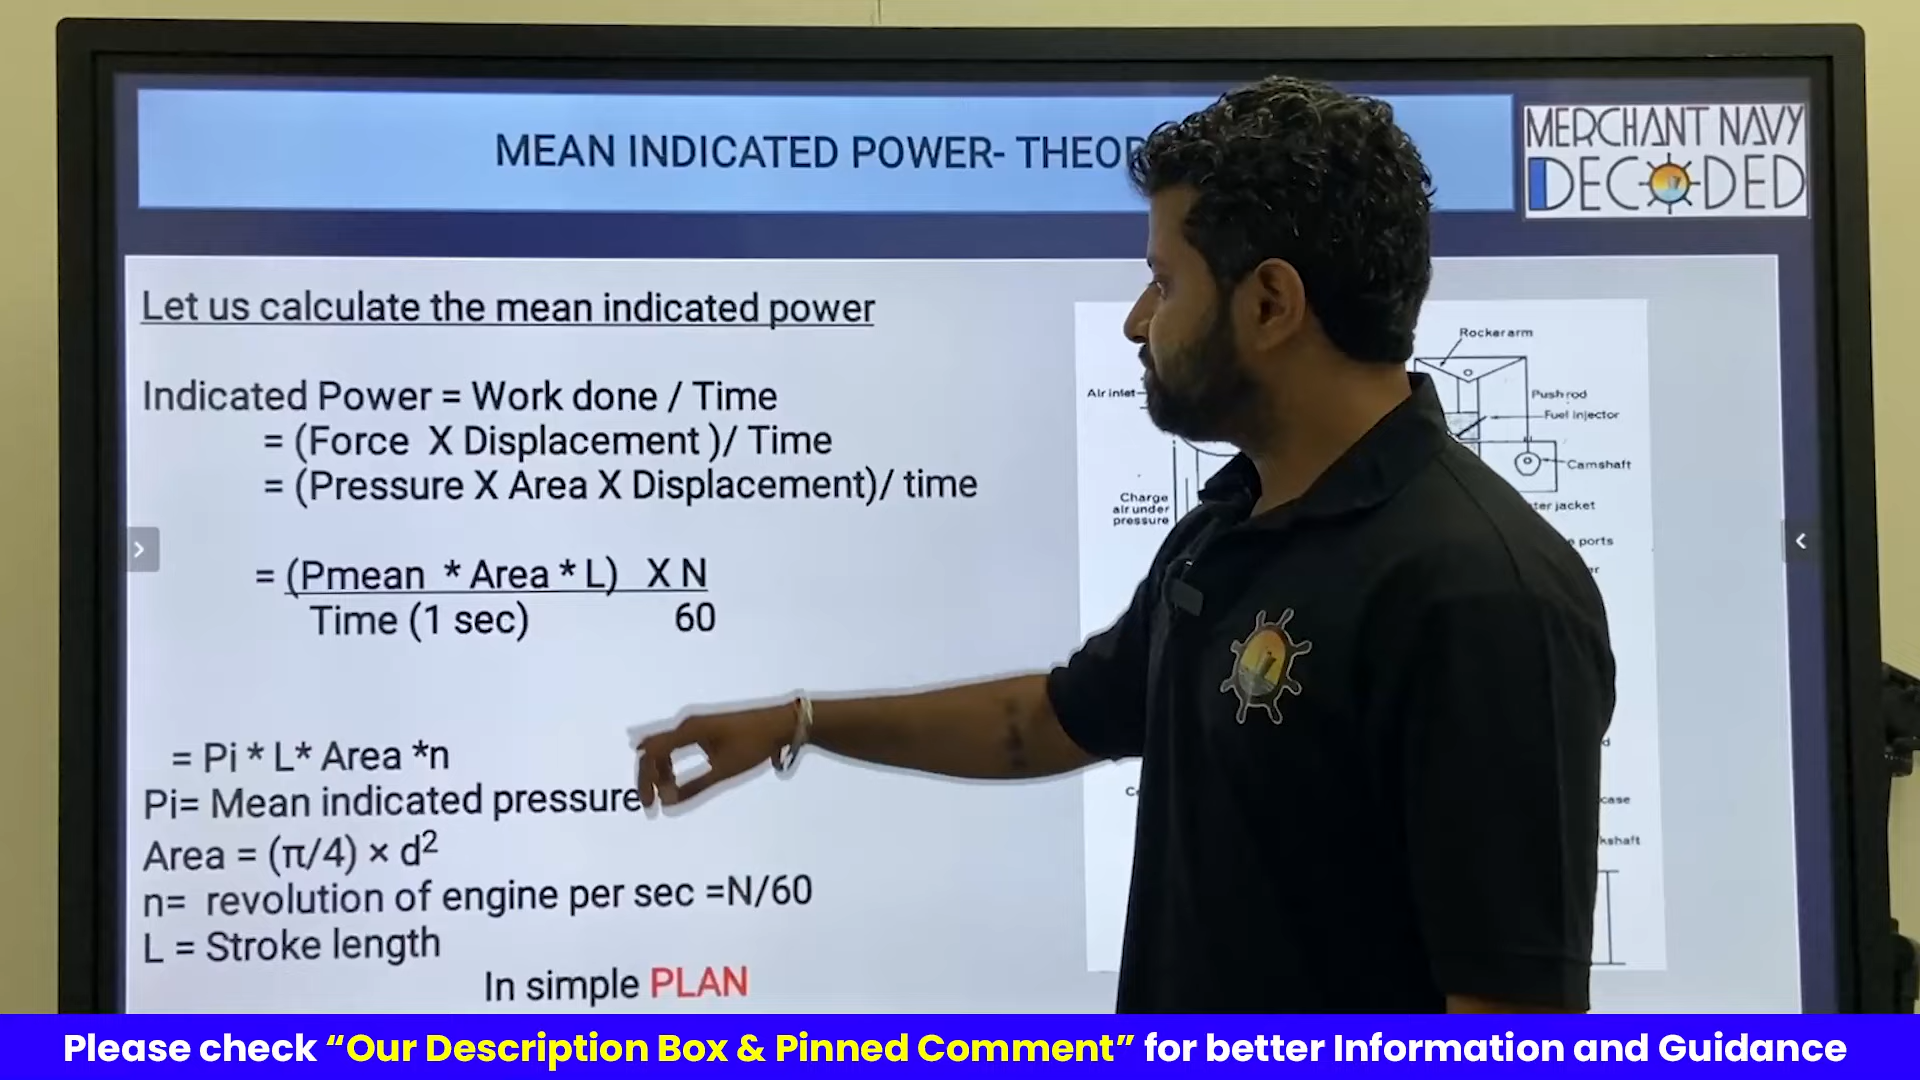 MEAN INDICATED POWER- THEOR
MERCHANT NAVY
DECODED
Let us calculate the mean indicated power
Indicated Power = Work done / Time
= (Force X Displacement )/ Time
= (Pressure X Area X Displacement)/ time
= (Pmean * Area * L) X N
Time (1 sec) 60
= Pi * L* Area *n
Pi= Mean indicated pressure
Area = (π/4) × d²
n= revolution of engine per sec =N/60
L = Stroke length
In simple PLAN
Rocker arm
Air inlet
Push rod
Fuel injector
Camshaft
Charge
air under
pressure
ter jacket
ports
case
kshaft
Please check “Our Description Box & Pinned Comment” for better Information and Guidance